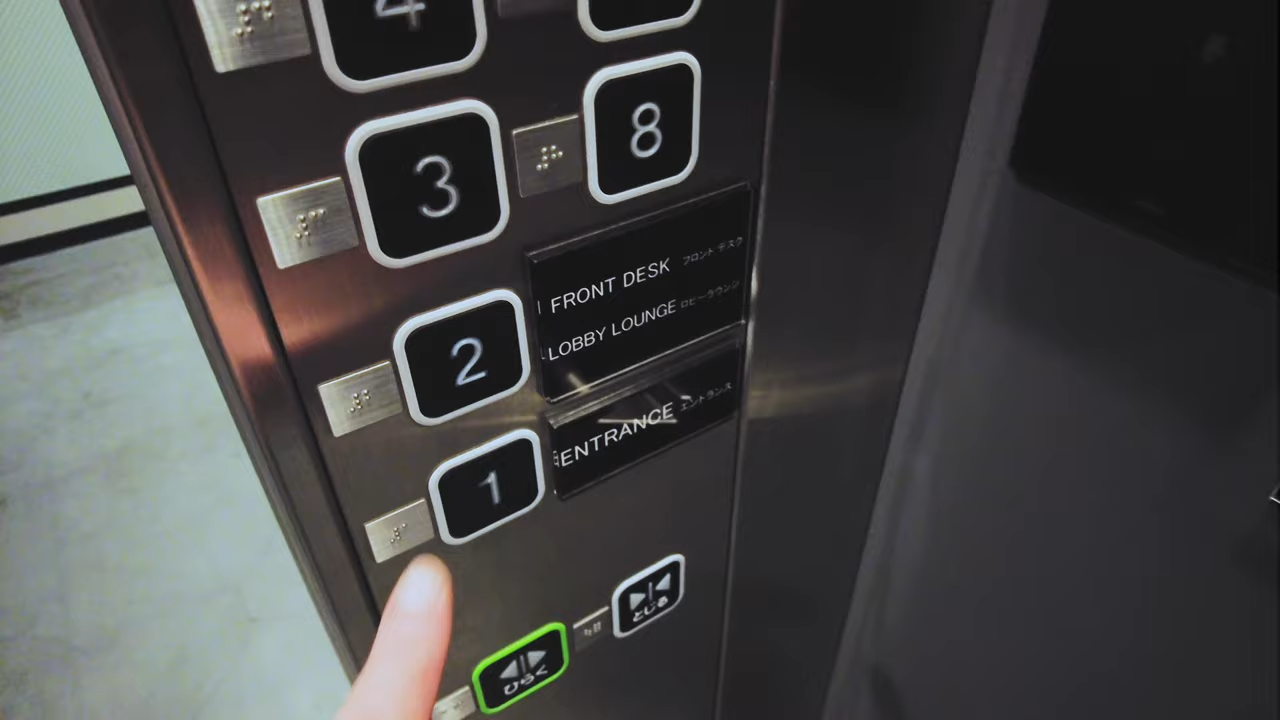 4
3
8
FRONT DESK フロント デスク
2
LOBBY LOUNGE ロビーラウンジ
ENTRANCE エントランス
1
とじる
ひらく